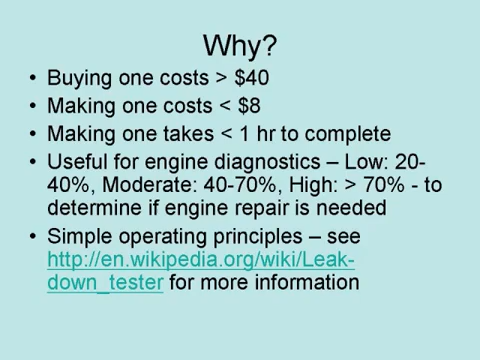 Why?
• Buying one costs > $40
• Making one costs < $8
• Making one takes < 1 hr to complete
• Useful for engine diagnostics – Low: 20-
40%, Moderate: 40-70%, High: > 70% - to
determine if engine repair is needed
• Simple operating principles – see
http://en.wikipedia.org/wiki/Leak-
down_tester for more information